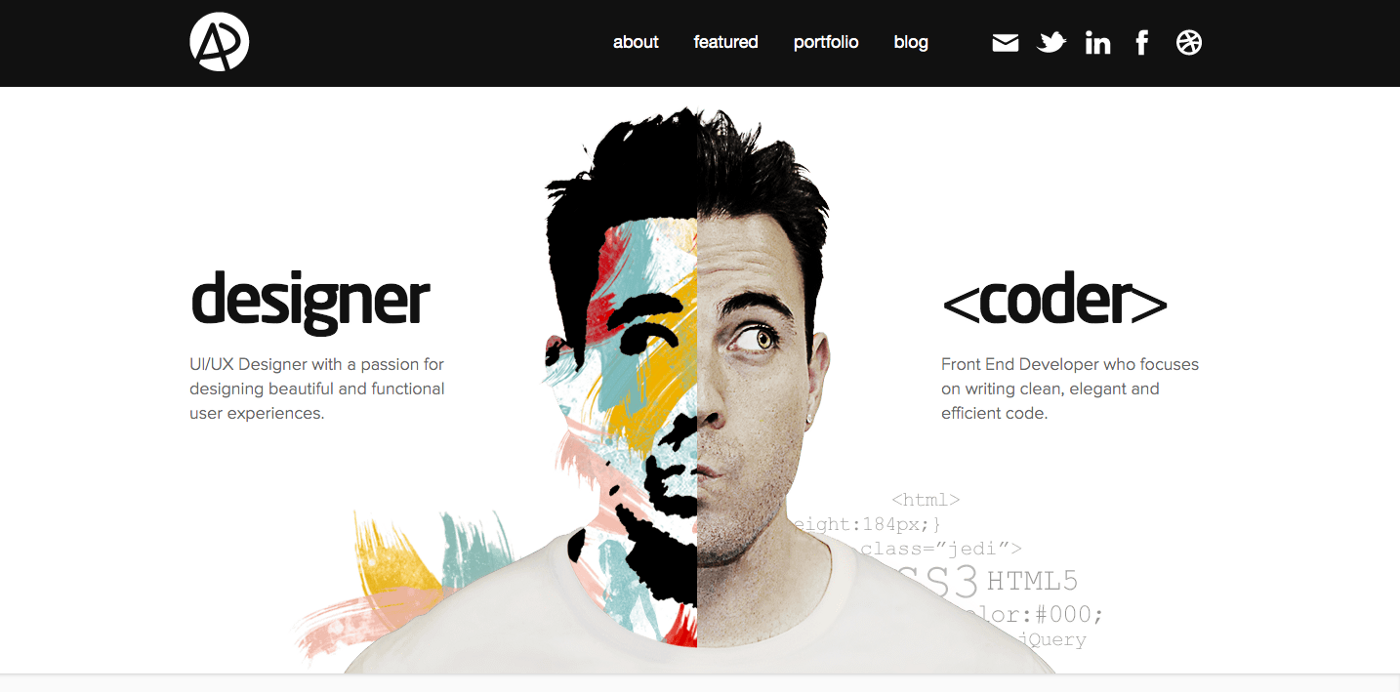 about featured portfolio blog
designer
UI/UX Designer with a passion for
designing beautiful and functional
user experiences.
<coder>
Front End Developer who focuses
on writing clean, elegant and
efficient code.
<html>
eight:184px;}
class="jedi">
SS3 HTML5
lor:#000;
jQuery